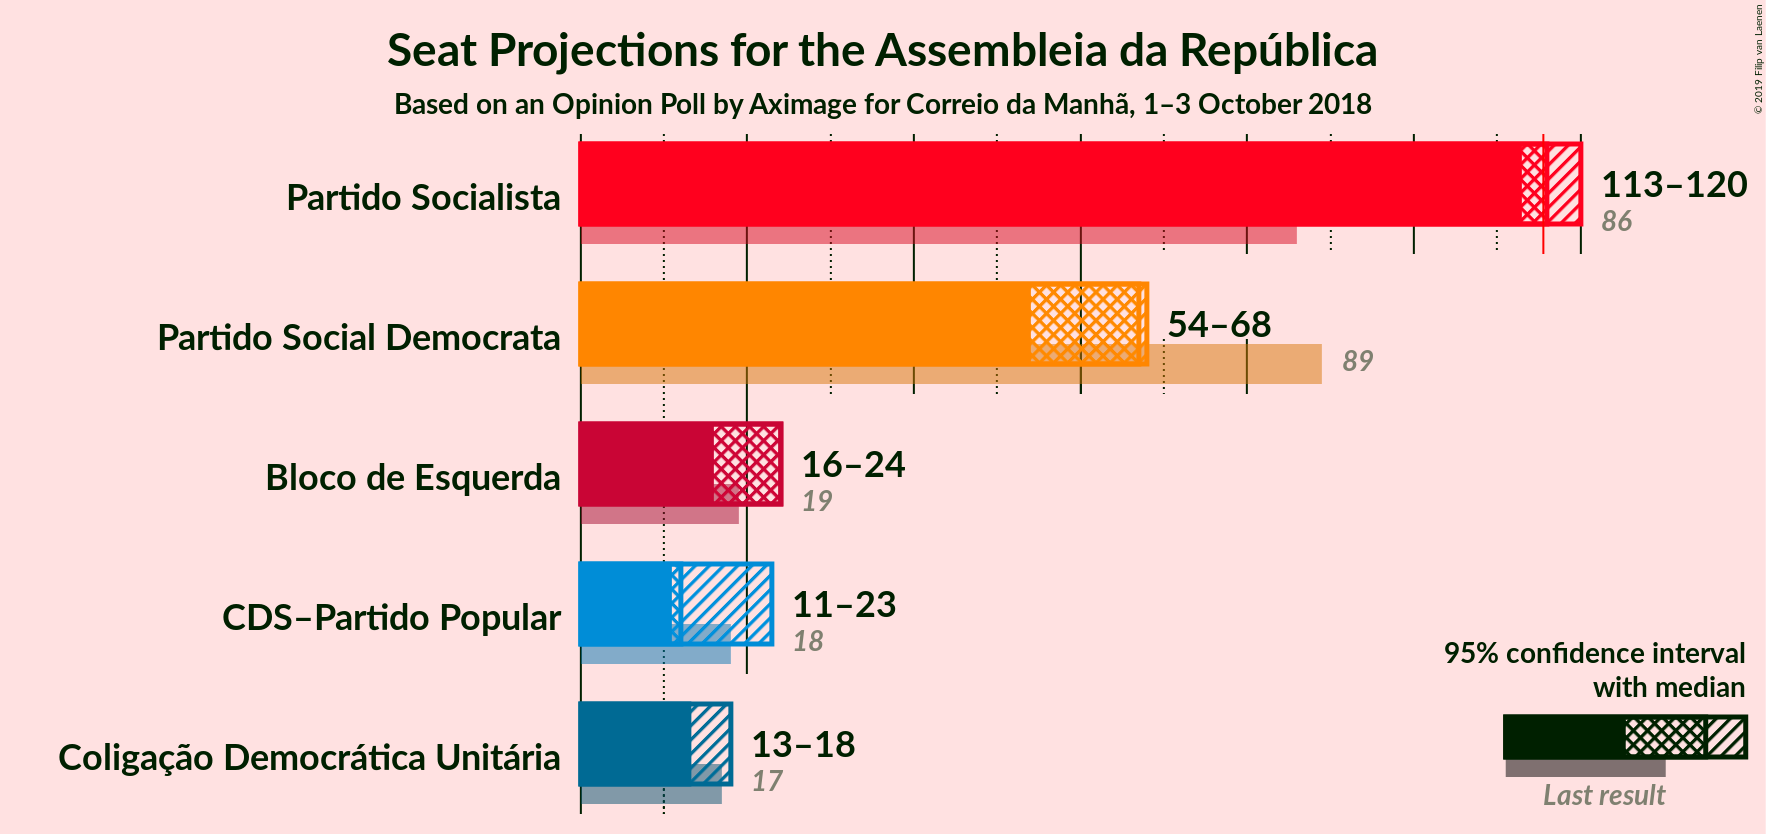 Seat Projections for the Assembleia da República
Based on an Opinion Poll by Aximage for Correio da Manhã, 1–3 October 2018
© 2019 Filip van Laenen
Partido Socialista
113–120
86
Partido Social Democrata
54–68
89
Bloco de Esquerda
16–24
19
CDS–Partido Popular
11–23
18
Coligação Democrática Unitária
13–18
17
95% confidence interval
with median
Last result